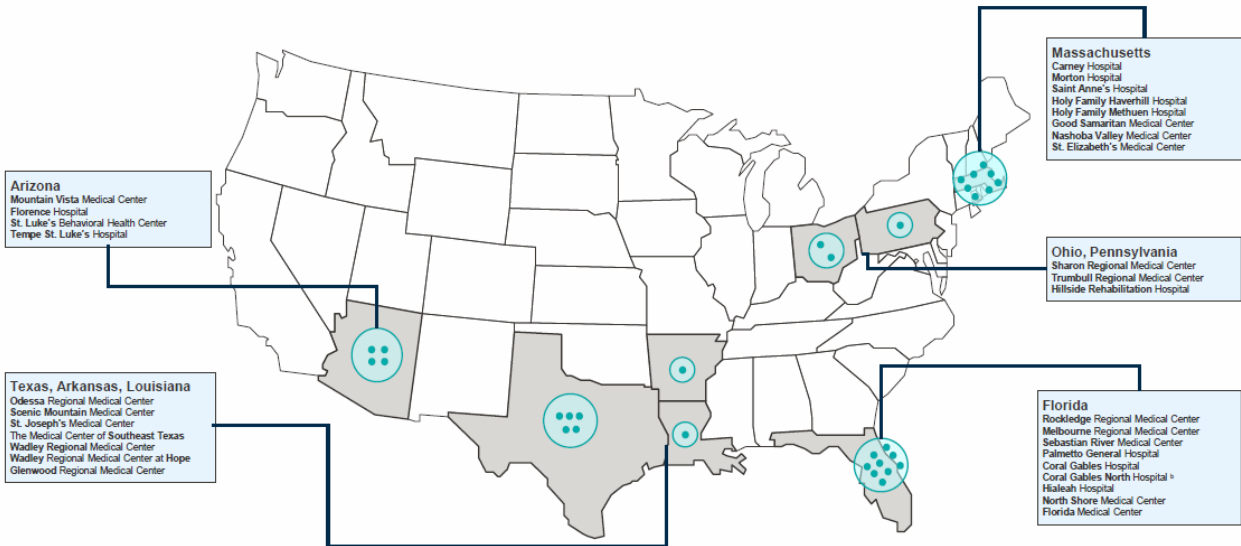 Massachusetts
Carney Hospital
Morton Hospital
Saint Anne's Hospital
Holy Family Haverhill Hospital
Holy Family Methuen Hospital
Good Samaritan Medical Center
Nashoba Valley Medical Center
St. Elizabeth's Medical Center
Arizona
Mountain Vista Medical Center
Florence Hospital
St. Luke's Behavioral Health Center
Tempe St. Luke's Hospital
Ohio, Pennsylvania
Sharon Regional Medical Center
Trumbull Regional Medical Center
Hillside Rehabilitation Hospital
Texas, Arkansas, Louisiana
Odessa Regional Medical Center
Scenic Mountain Medical Center
St. Joseph's Medical Center
The Medical Center of Southeast Texas
Wadley Regional Medical Center
Wadley Regional Medical Center at Hope
Glenwood Regional Medical Center
Florida
Rockledge Regional Medical Center
Melbourne Regional Medical Center
Sebastian River Medical Center
Palmetto General Hospital
Coral Gables Hospital
Coral Gables North Hospital ᵇ
Hialeah Hospital
North Shore Medical Center
Florida Medical Center